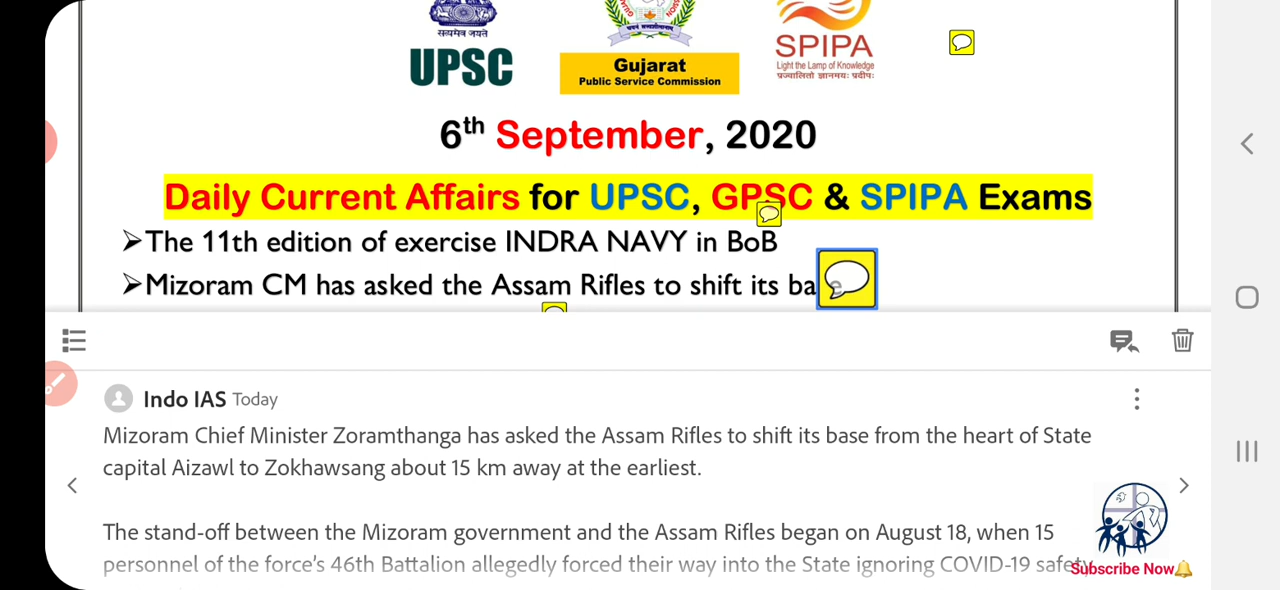 सत्यमेव जयते
UPSC
Gujarat
Public Service Commission
SPIPA
Light the Lamp of Knowledge
प्रज्वालितो ज्ञानमयः प्रदीपः
6th September, 2020
Daily Current Affairs for UPSC, GPSC & SPIPA Exams
➢The 11th edition of exercise INDRA NAVY in BoB
➢Mizoram CM has asked the Assam Rifles to shift its base
Indo IAS Today
Mizoram Chief Minister Zoramthanga has asked the Assam Rifles to shift its base from the heart of State
capital Aizawl to Zokhawsang about 15 km away at the earliest.
The stand-off between the Mizoram government and the Assam Rifles began on August 18, when 15
personnel of the force's 46th Battalion allegedly forced their way into the State ignoring COVID-19 safety
Subscribe Now